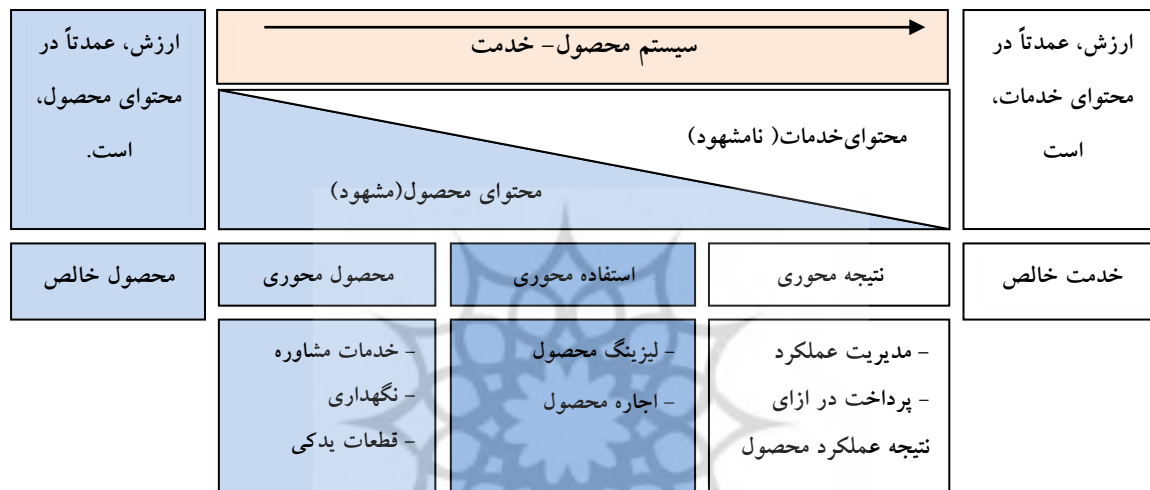 ارزش، عمدتاً در
محتوای خدمات،
است
سیستم محصول– خدمت
ارزش، عمدتاً در
محتوای محصول،
است.
محتوای‌خدمات( نامشهود)
محتوای محصول(مشهود)
خدمت خالص
نتیجه محوری
استفاده محوری
محصول محوری
محصول خالص
– مدیریت عملکرد
– پرداخت در ازای
نتیجه عملکرد محصول
– لیزینگ محصول
– اجاره محصول
– خدمات مشاوره
– نگهداری
– قطعات یدکی